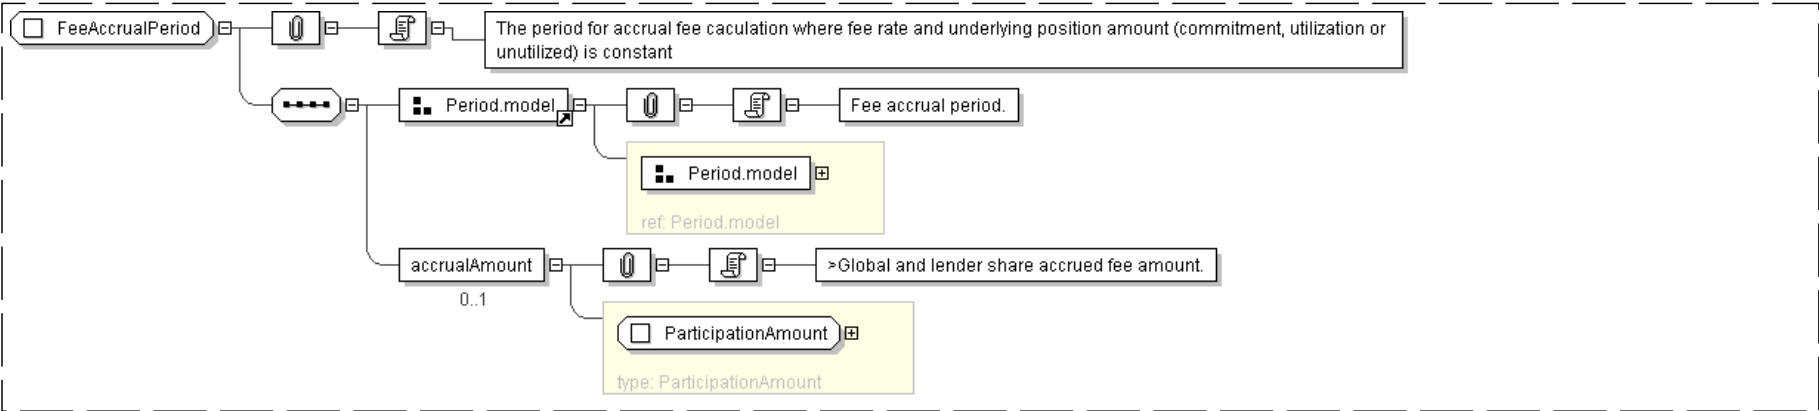 FeeAccrualPeriod
The period for accrual fee caculation where fee rate and underlying position amount (commitment, utilization or
unutilized) is constant
Period.model
Fee accrual period.
Period.model
ref: Period.model
accrualAmount
>Global and lender share accrued fee amount.
0..1
ParticipationAmount
type: ParticipationAmount